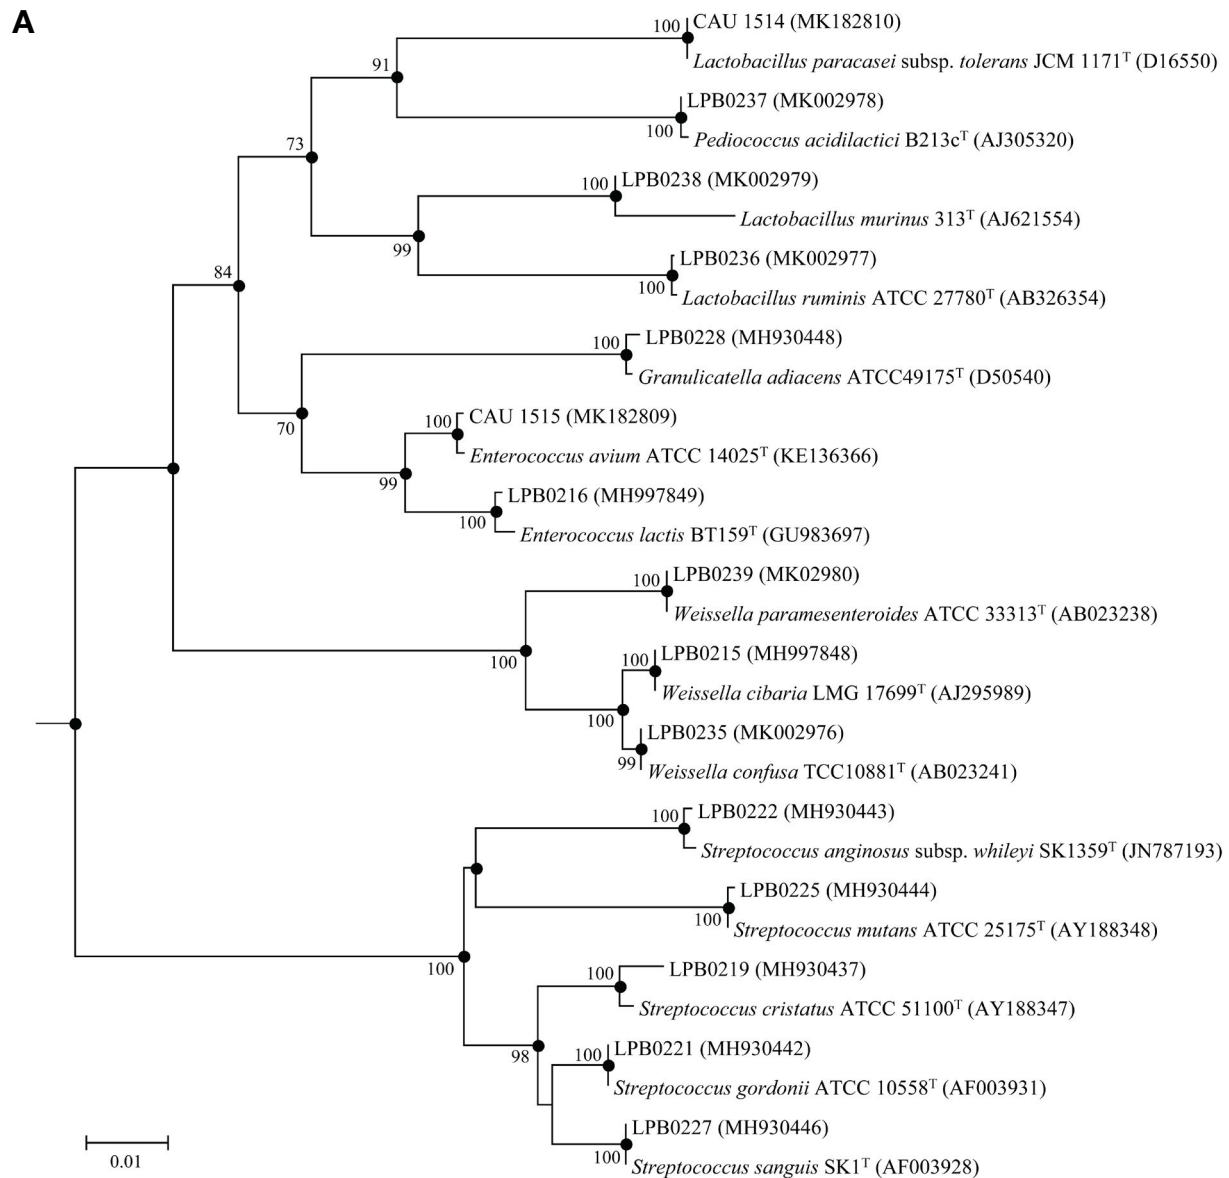 A
100 CAU 1514 (MK182810)
Lactobacillus paracasei subsp. tolerans JCM 1171ᵀ (D16550)
91
LPB0237 (MK002978)
100
Pediococcus acidilactici B213cᵀ (AJ305320)
73
100 LPB0238 (MK002979)
Lactobacillus murinus 313ᵀ (AJ621554)
99
LPB0236 (MK002977)
100
Lactobacillus ruminis ATCC 27780ᵀ (AB326354)
84
100 LPB0228 (MH930448)
Granulicatella adiacens ATCC49175ᵀ (D50540)
70
100 CAU 1515 (MK182809)
Enterococcus avium ATCC 14025ᵀ (KE136366)
99
LPB0216 (MH997849)
100
Enterococcus lactis BT159ᵀ (GU983697)
100 LPB0239 (MK02980)
Weissella paramesenteroides ATCC 33313ᵀ (AB023238)
100
100 LPB0215 (MH997848)
Weissella cibaria LMG 17699ᵀ (AJ295989)
100
LPB0235 (MK002976)
99
Weissella confusa TCC10881ᵀ (AB023241)
100 LPB0222 (MH930443)
Streptococcus anginosus subsp. whileyi SK1359ᵀ (JN787193)
LPB0225 (MH930444)
100
Streptococcus mutans ATCC 25175ᵀ (AY188348)
100
100 LPB0219 (MH930437)
Streptococcus cristatus ATCC 51100ᵀ (AY188347)
98
100 LPB0221 (MH930442)
Streptococcus gordonii ATCC 10558ᵀ (AF003931)
LPB0227 (MH930446)
100
Streptococcus sanguis SK1ᵀ (AF003928)
0.01